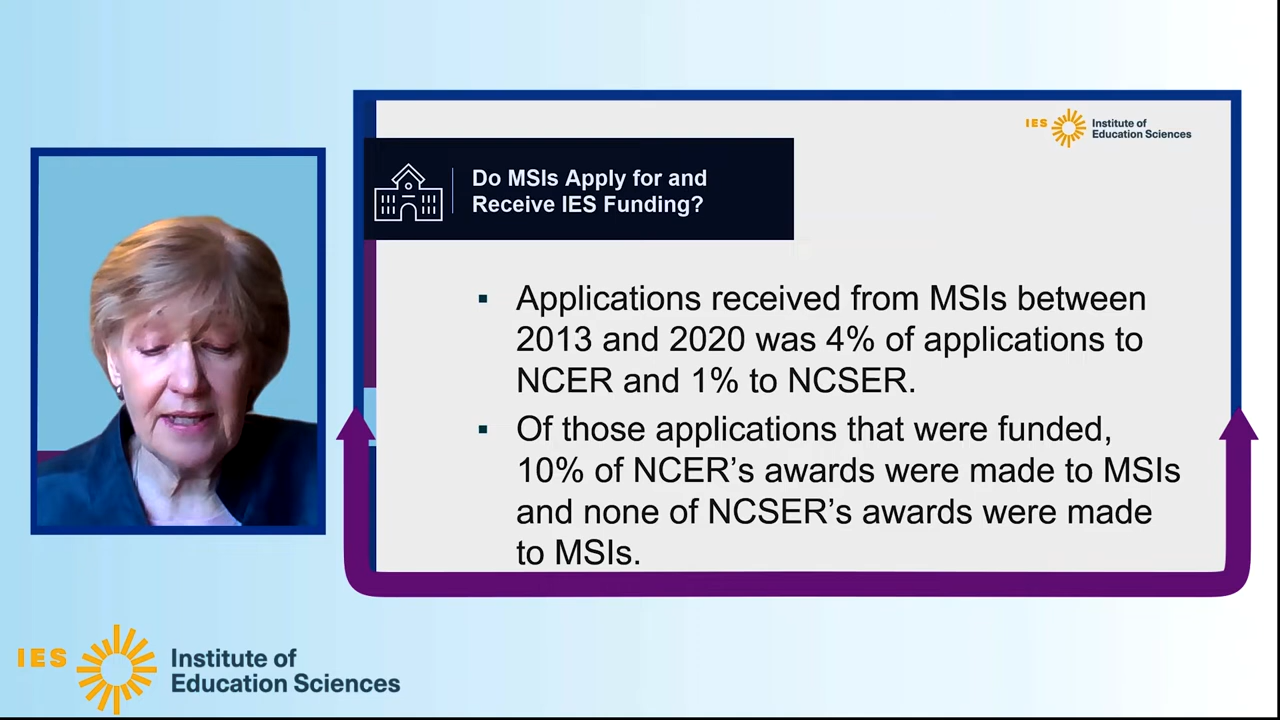 IES Institute of
Education Sciences
Do MSIs Apply for and
Receive IES Funding?
▪ Applications received from MSIs between
2013 and 2020 was 4% of applications to
NCER and 1% to NCSER.
▪ Of those applications that were funded,
10% of NCER’s awards were made to MSIs
and none of NCSER’s awards were made
to MSIs.
IES Institute of
Education Sciences